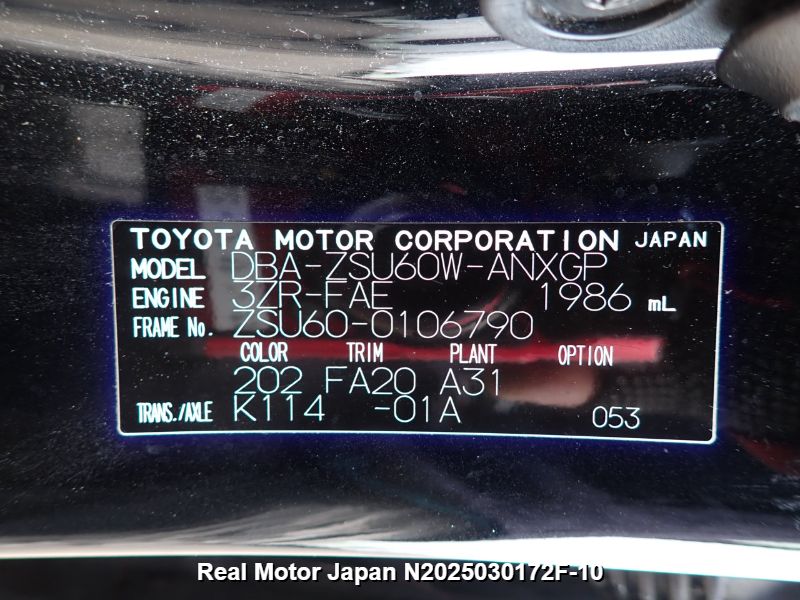 TOYOTA MOTOR CORPORATION JAPAN
MODEL DBA-ZSU60W-ANXGP
ENGINE 3ZR-FAE 1986 mL
FRAME No. ZSU60-0106790
COLOR TRIM PLANT OPTION
202 FA20 A31
TRANS./AXLE K114 -01A 053
Real Motor Japan N2025030172F-10